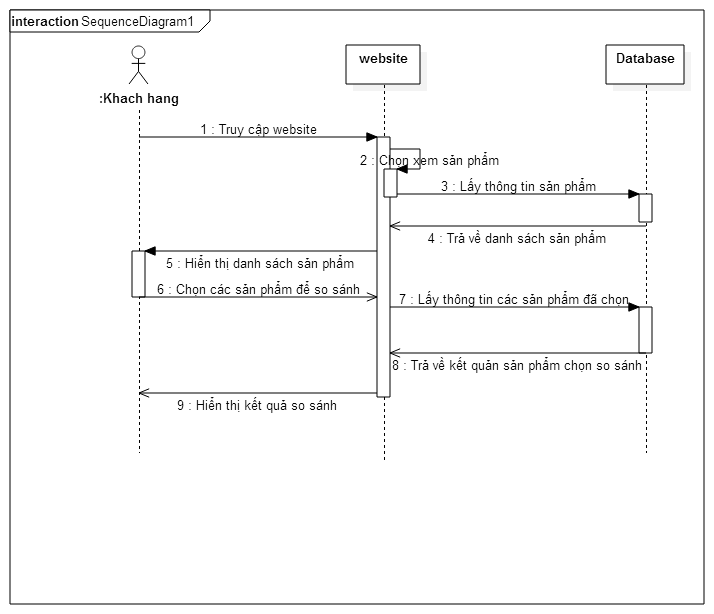 interaction SequenceDiagram1
:Khach hang
website
Database
1 : Truy cập website
2 : Chọn xem sản phẩm
3 : Lấy thông tin sản phẩm
4 : Trả về danh sách sản phẩm
5 : Hiển thị danh sách sản phẩm
6 : Chọn các sản phẩm để so sánh
7 : Lấy thông tin các sản phẩm đã chọn
8 : Trả về kết quản sản phẩm chọn so sánh
9 : Hiển thị kết quả so sánh